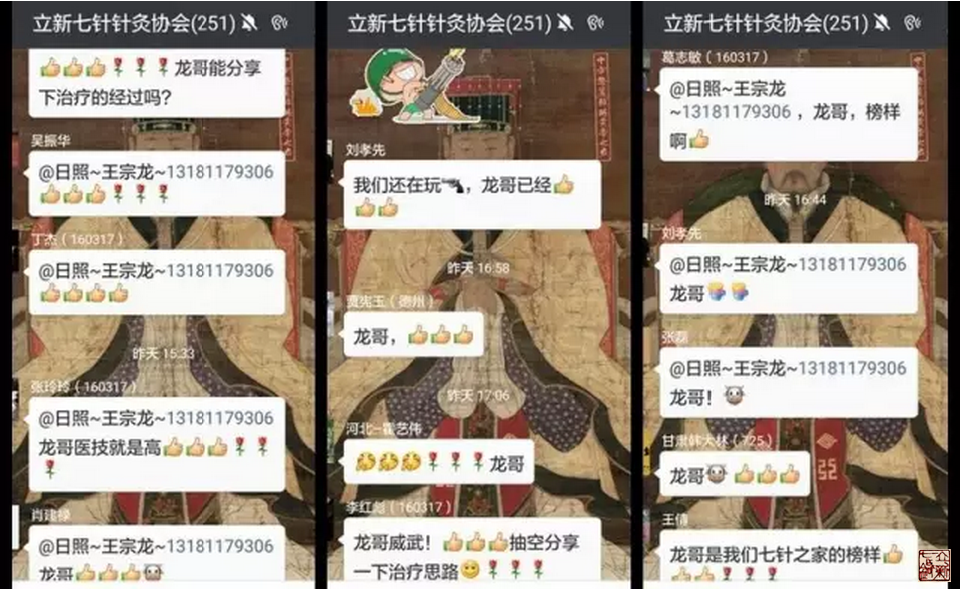 立新七针针灸协会(251)
👍👍👍🌹🌹🌹龙哥能分享
下治疗的经过吗?
吴振华
@日照~王宗龙~13181179306
👍👍👍🌹🌹🌹
丁杰(160317)
@日照~王宗龙~13181179306
👍👍👍👍
昨天 15:33
张玲玲(160317)
@日照~王宗龙~13181179306
龙哥医技就是高👍👍👍🌹🌹
🌹
肖建禄
@日照~王宗龙~13181179306
龙哥👍👍👍🐮
立新七针针灸协会(251)
刘孝先
我们还在玩🔫,龙哥已经👍
👍👍
昨天 16:58
贾宪玉(德州)
龙哥,👍👍👍
昨天 17:06
河北–霍艺伟
🌹🌹🌹龙哥
李红彪(160317)
龙哥威武!👍👍👍抽空分享
一下治疗思路😊🌹🌹🌹
立新七针针灸协会(251)
葛志敏(160317)
@日照~王宗龙
~13181179306 ,龙哥,榜样
啊👍
昨天 16:44
刘孝先
@日照~王宗龙~13181179306
龙哥
张磊
@日照~王宗龙~13181179306
龙哥!🐮
甘肃韩大林(725)
龙哥🐮👍👍👍
王倩
龙哥是我们七针之家的榜样👍
👍👍🌹🌹🌹